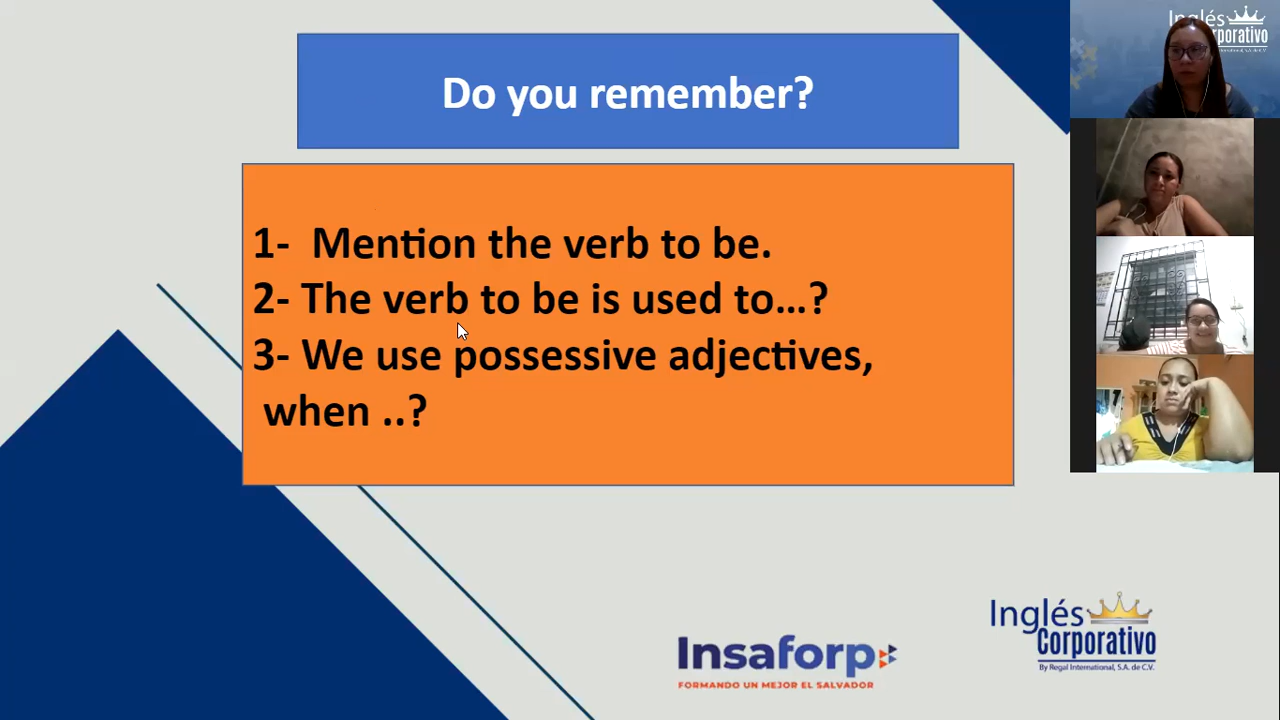 Do you remember?
1- Mention the verb to be.
2- The verb to be is used to...?
3- We use possessive adjectives,
when ..?
Insaforp
FORMANDO UN MEJOR EL SALVADOR
Inglés
Corporativo
By Regal International, S.A. de C.V.
Inglés
Corporativo